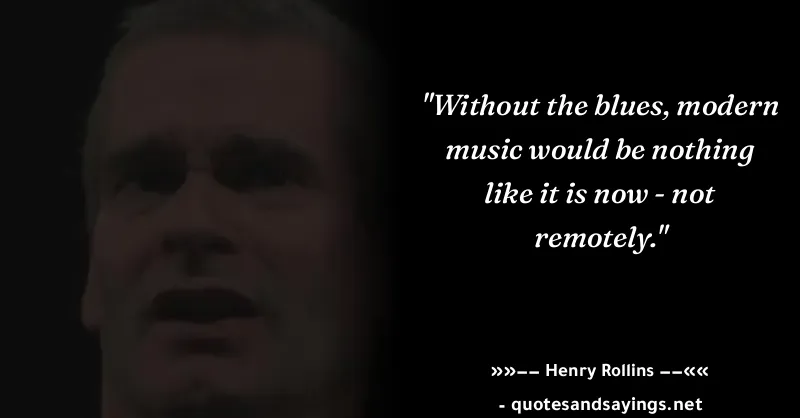 "Without the blues, modern
music would be nothing
like it is now - not
remotely."
»»−− Henry Rollins −−««
- quotesandsayings.net